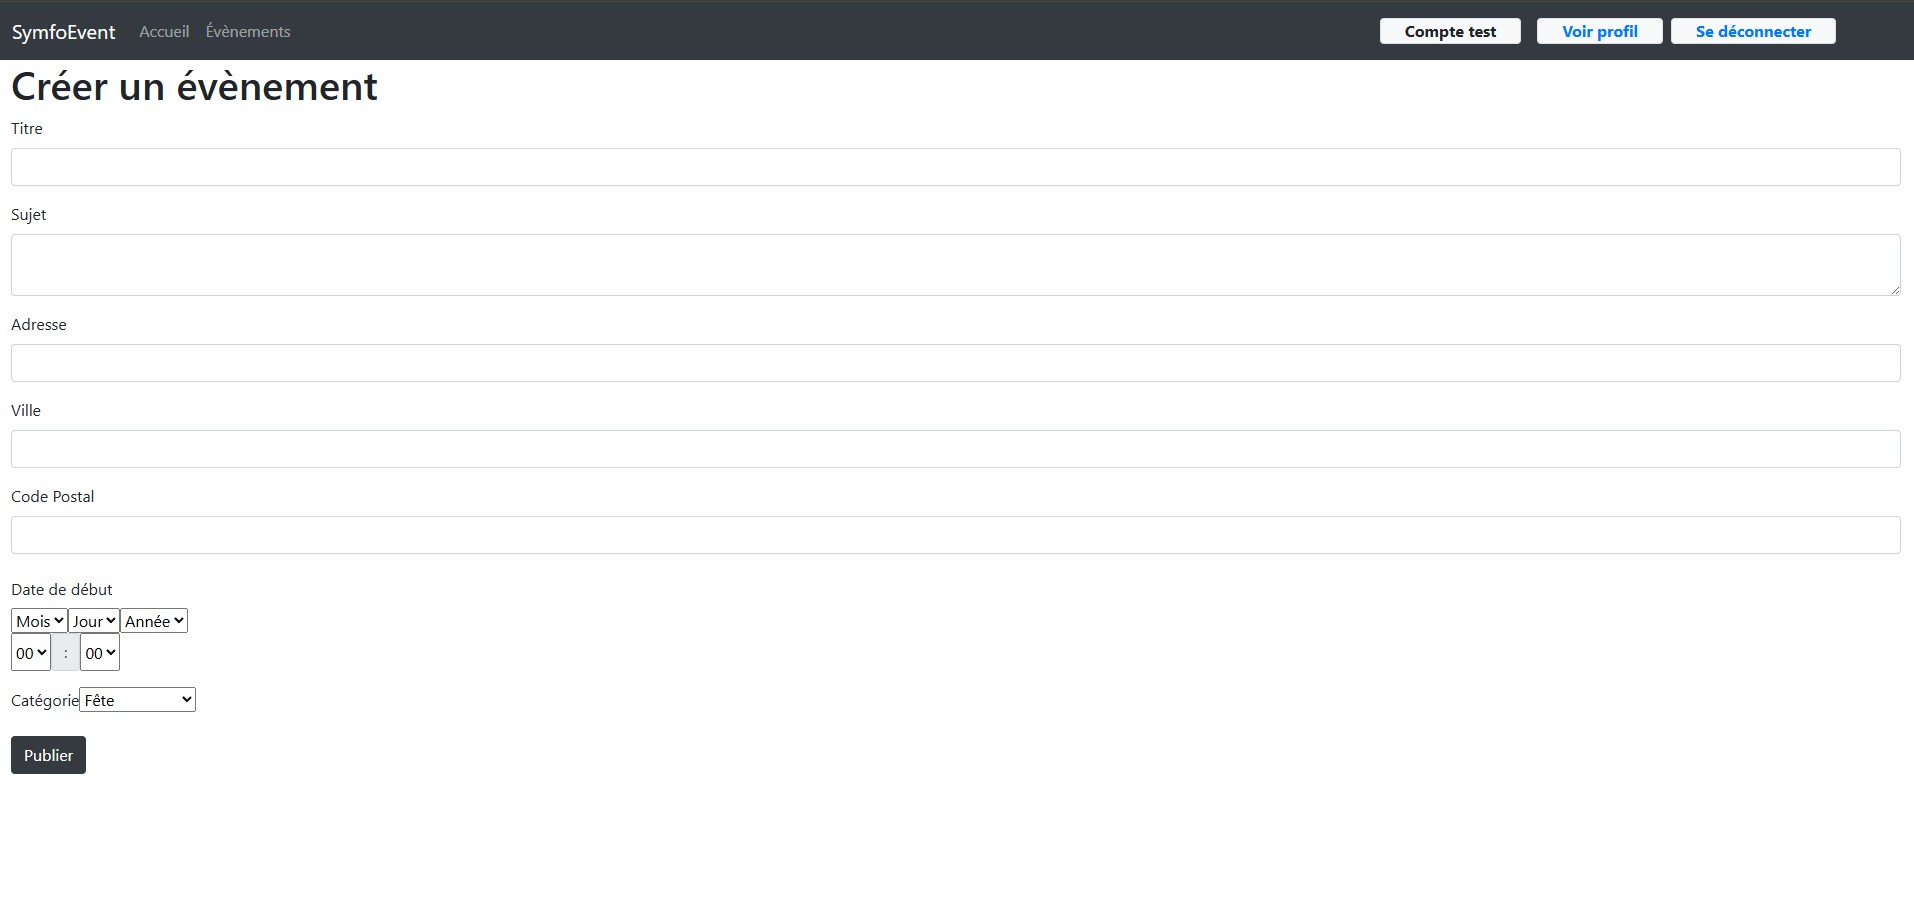 SymfoEvent Accueil Évènements Compte test Voir profil Se déconnecter
Créer un évènement
Titre
Sujet
Adresse
Ville
Code Postal
Date de début
Mois Jour Année
00 : 00
Catégorie Fête
Publier